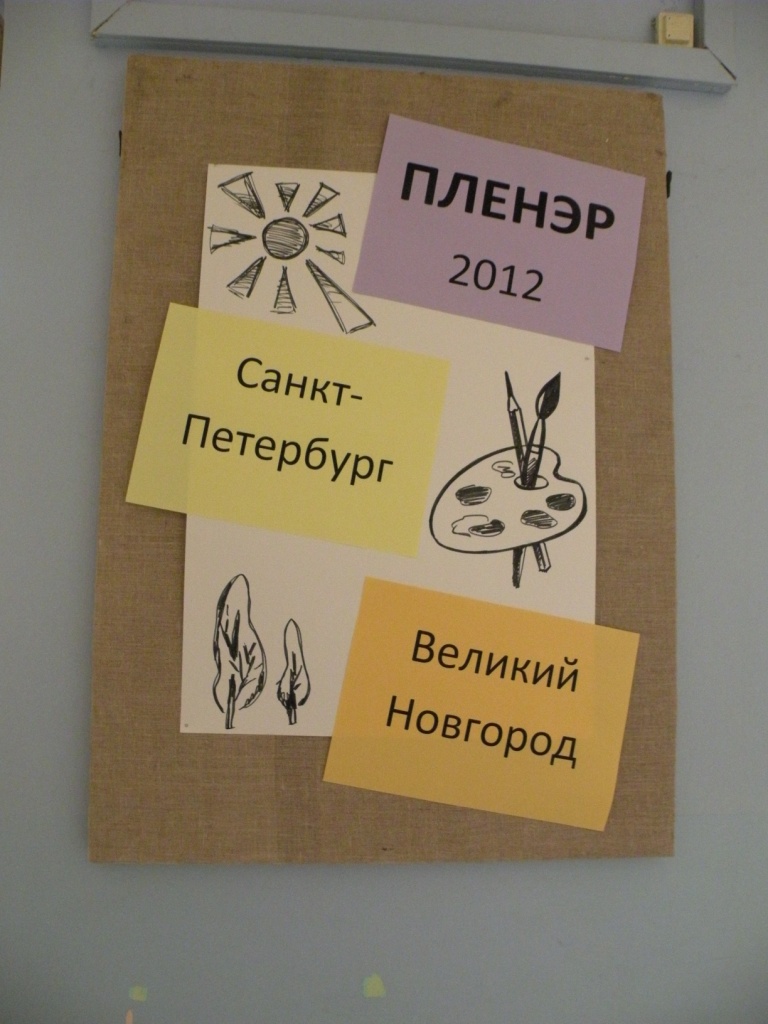 ПЛЕНЭР
2012
Санкт-
Петербург
Великий
Новгород